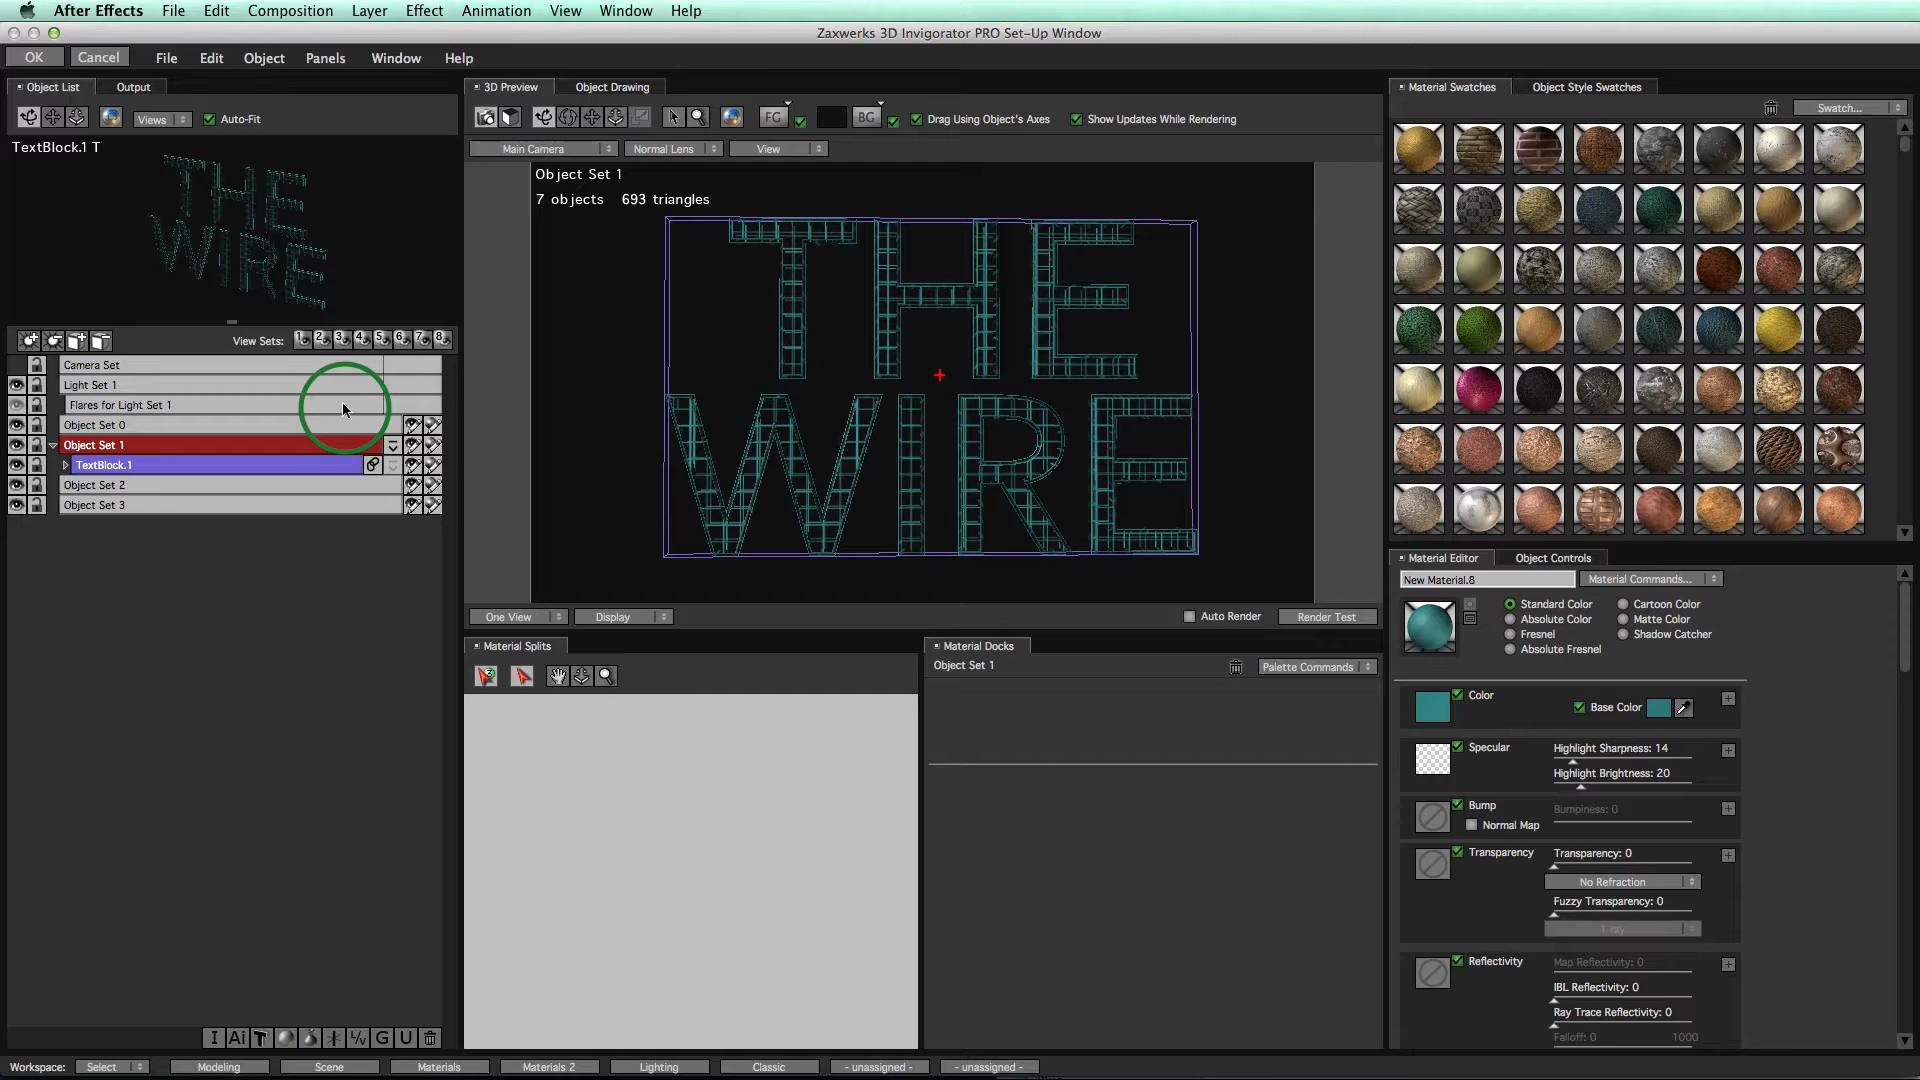 After Effects File Edit Composition Layer Effect Animation View Window Help
Zaxwerks 3D Invigorator PRO Set-Up Window
OK Cancel File Edit Object Panels Window Help
Object List Output
Views Auto-Fit
TextBlock.1 T
THE
WIRE
View Sets: 1 2 3 4 5 6 7 8
Camera Set
Light Set 1
Flares for Light Set 1
Object Set 0
Object Set 1
TextBlock.1
Object Set 2
Object Set 3
I Ai T G U
3D Preview Object Drawing
FG BG Drag Using Object's Axes Show Updates While Rendering
Main Camera Normal Lens View
Object Set 1
7 objects 693 triangles
THE
WIRE
One View Display Auto Render Render Test
Material Splits
Material Docks
Object Set 1 Palette Commands
Material Swatches Object Style Swatches
Swatch...
Material Editor Object Controls
New Material.8 Material Commands...
Standard Color Cartoon Color
Absolute Color Matte Color
Fresnel Shadow Catcher
Absolute Fresnel
Color Base Color
Specular Highlight Sharpness: 14
Highlight Brightness: 20
Bump Bumpiness: 0
Normal Map
Transparency Transparency: 0
No Refraction
Fuzzy Transparency: 0
Reflectivity Map Reflectivity: 0
IBL Reflectivity: 0
Ray Trace Reflectivity: 0
Falloff: 0 1000
Workspace: Select Modeling Scene Materials Materials 2 Lighting Classic - unassigned - - unassigned -